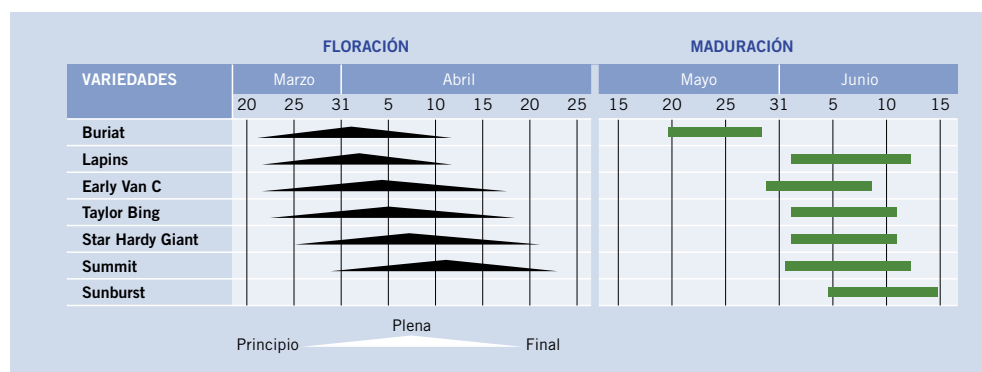 FLORACIÓN MADURACIÓN
VARIEDADES Marzo Abril Mayo Junio
20 25 31 5 10 15 20 25 15 20 25 31 5 10 15
Buriat
Lapins
Early Van C
Taylor Bing
Star Hardy Giant
Summit
Sunburst
Plena
Principio Final